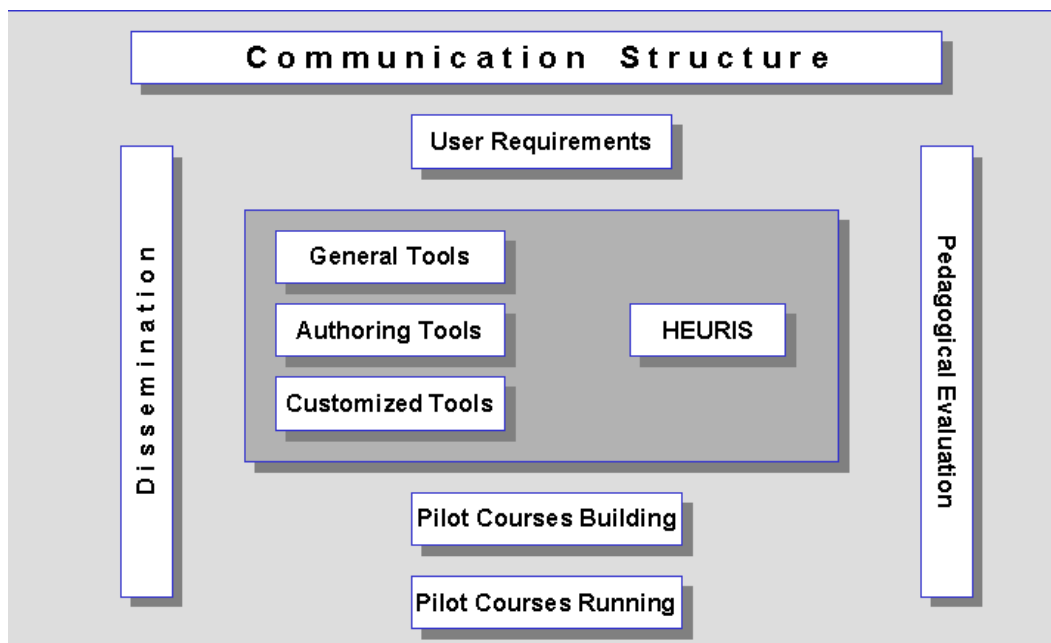 Communication Structure
User Requirements
Dissemination
General Tools
Authoring Tools
Customized Tools
HEURIS
Pedagogical Evaluation
Pilot Courses Building
Pilot Courses Running